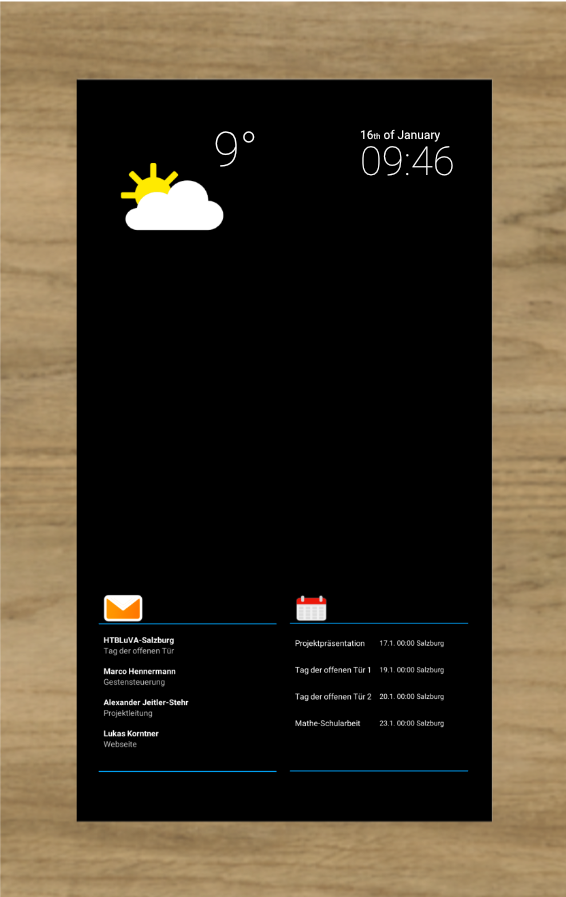 9°
16th of January
09:46
HTBLuVA-Salzburg
Tag der offenen Tür
Marco Hennermann
Gestensteuerung
Alexander Jeitler-Stehr
Projektleitung
Lukas Korntner
Webseite
Projektpräsentation 17.1. 00:00 Salzburg
Tag der offenen Tür 1 19.1. 00:00 Salzburg
Tag der offenen Tür 2 20.1. 00:00 Salzburg
Mathe-Schularbeit 23.1. 00:00 Salzburg